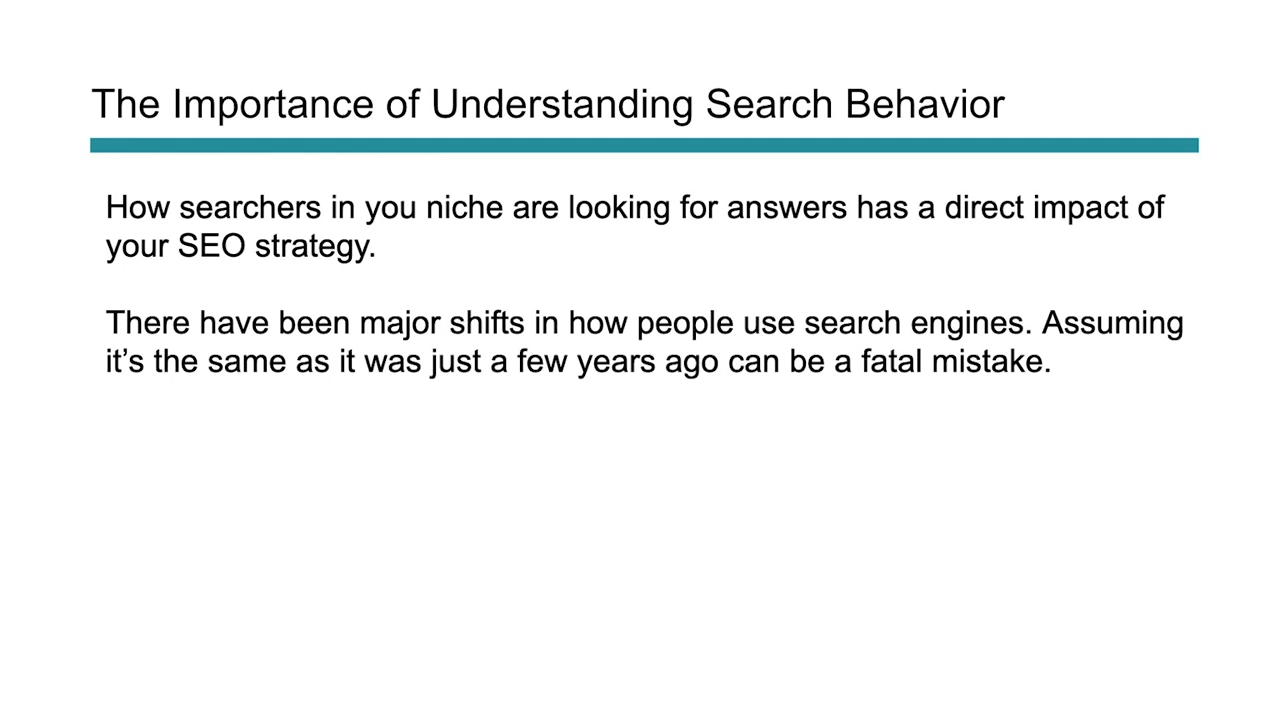 The Importance of Understanding Search Behavior
How searchers in you niche are looking for answers has a direct impact of
your SEO strategy.
There have been major shifts in how people use search engines. Assuming
it’s the same as it was just a few years ago can be a fatal mistake.